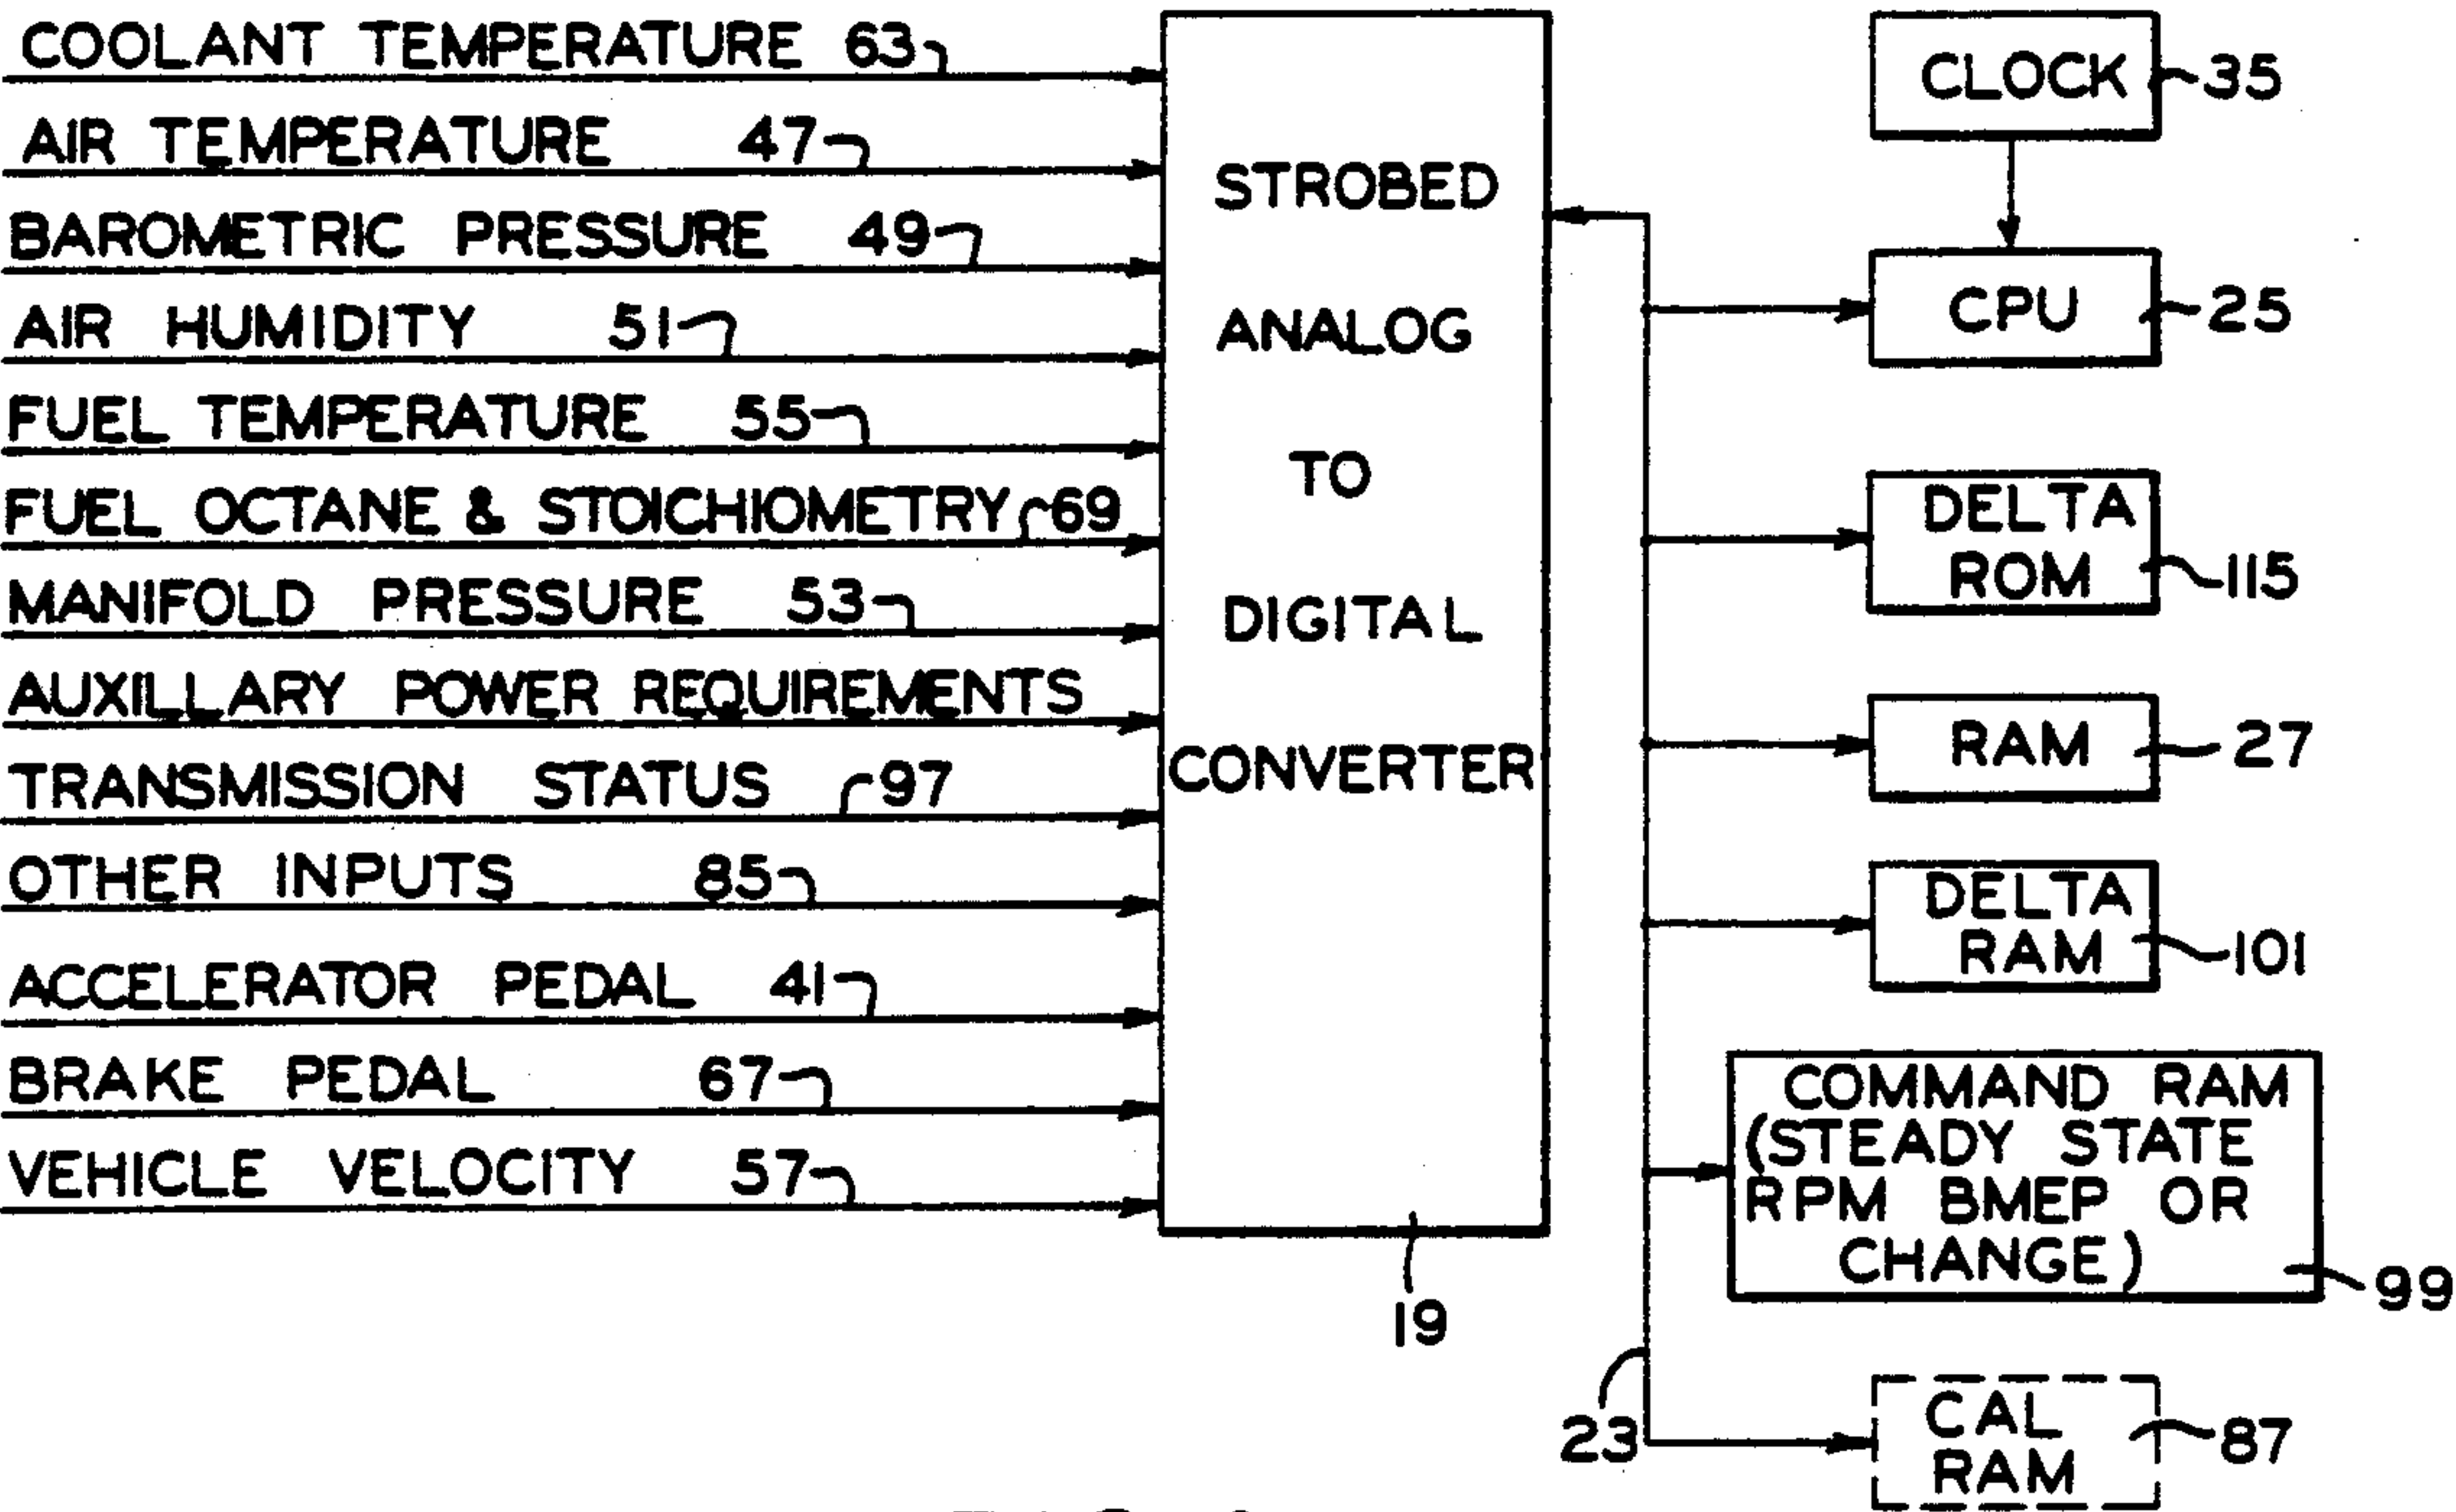 COOLANT TEMPERATURE 63
AIR TEMPERATURE 47
BAROMETRIC PRESSURE 49
AIR HUMIDITY 51
FUEL TEMPERATURE 55
FUEL OCTANE & STOICHIOMETRY 69
MANIFOLD PRESSURE 53
AUXILLARY POWER REQUIREMENTS
TRANSMISSION STATUS 97
OTHER INPUTS 85
ACCELERATOR PEDAL 41
BRAKE PEDAL 67
VEHICLE VELOCITY 57
STROBED
ANALOG
TO
DIGITAL
CONVERTER
19
CLOCK 35
CPU 25
DELTA
ROM 115
RAM 27
DELTA
RAM 101
COMMAND RAM
(STEADY STATE
RPM BMEP OR
CHANGE)
99
23
CAL
RAM
87